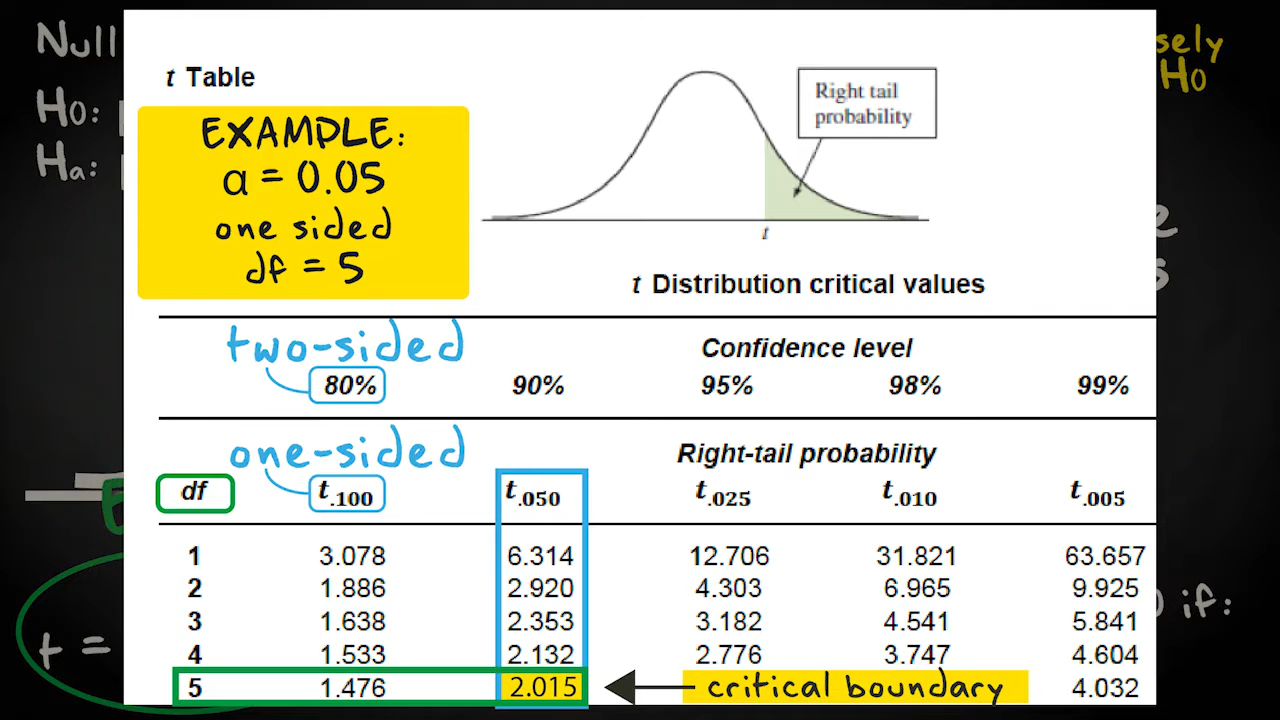 Null
sely
H0
H0:
Ha:
t Table
Right tail
probability
EXAMPLE:
α = 0.05
one sided
df = 5
t
t Distribution critical values
two-sided
Confidence level
80% 90% 95% 98% 99%
one-sided
Right-tail probability
df t.100 t.050 t.025 t.010 t.005
1 3.078 6.314 12.706 31.821 63.657
2 1.886 2.920 4.303 6.965 9.925
3 1.638 2.353 3.182 4.541 5.841
4 1.533 2.132 2.776 3.747 4.604
5 1.476 2.015 critical boundary 4.032
if:
t =